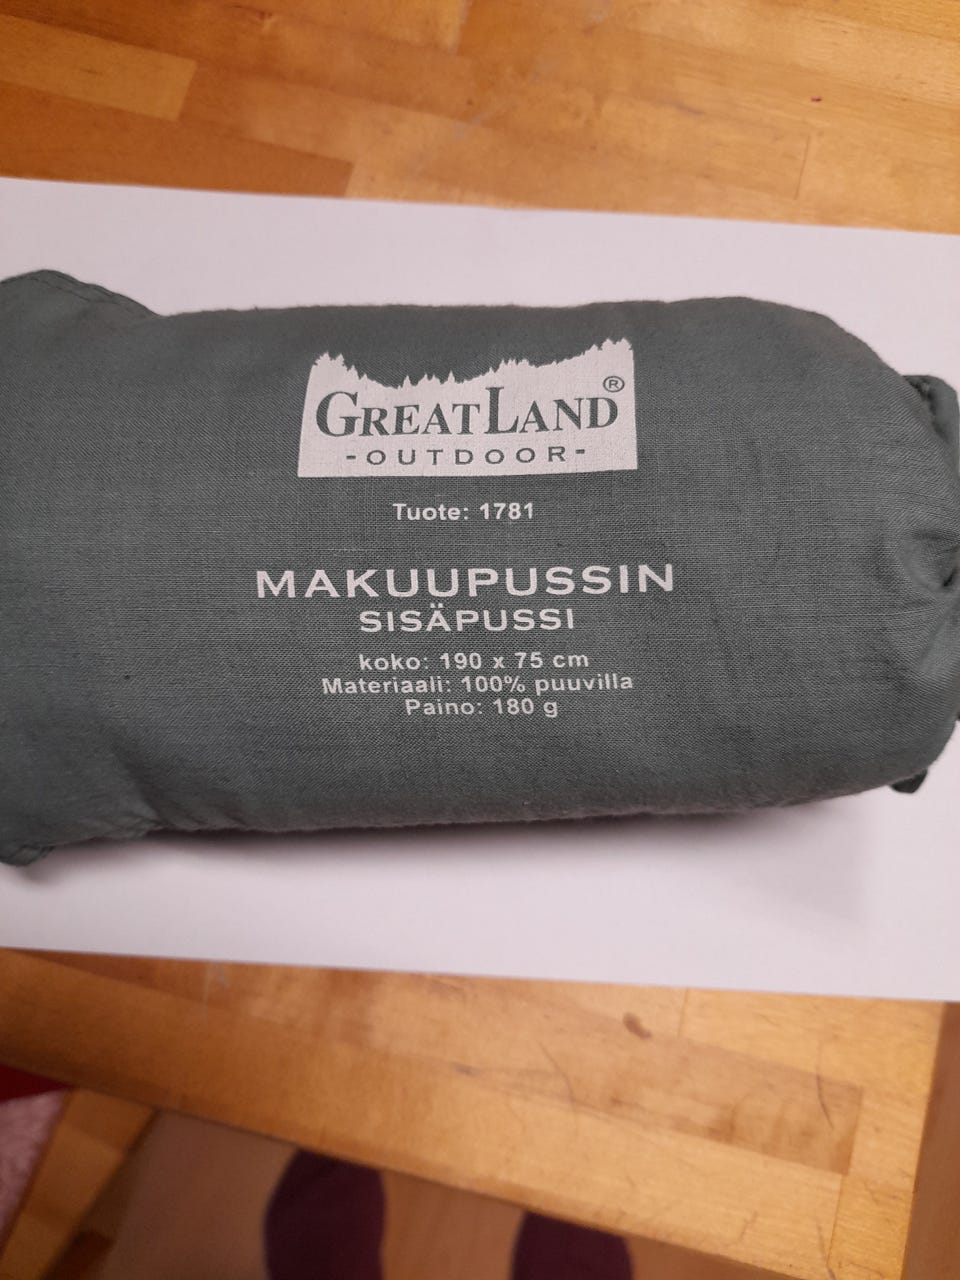 GREATLAND®
-OUTDOOR-
Tuote: 1781
MAKUUPUSSIN
SISÄPUSSI
koko: 190 x 75 cm
Materiaali: 100% puuvilla
Paino: 180 g